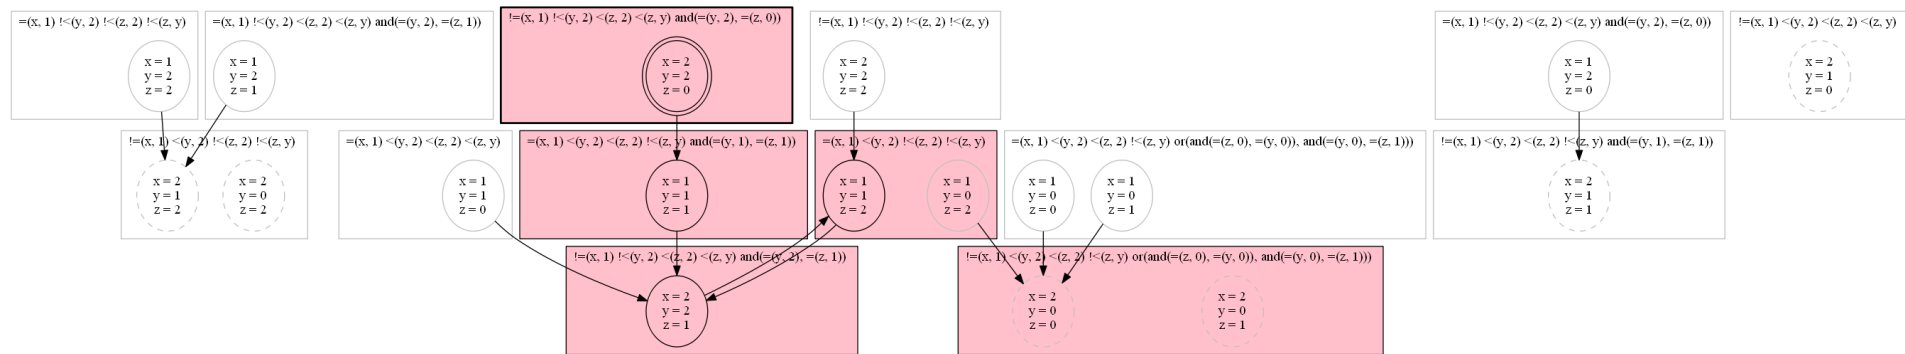 =(x, 1) !<(y, 2) !<(z, 2) !<(z, y)
x = 1
y = 2
z = 2
=(x, 1) !<(y, 2) <(z, 2) <(z, y) and(=(y, 2), =(z, 1))
x = 1
y = 2
z = 1
!=(x, 1) !<(y, 2) <(z, 2) <(z, y) and(=(y, 2), =(z, 0))
x = 2
y = 2
z = 0
!=(x, 1) !<(y, 2) !<(z, 2) !<(z, y)
x = 2
y = 2
z = 2
=(x, 1) !<(y, 2) <(z, 2) <(z, y) and(=(y, 2), =(z, 0))
x = 1
y = 2
z = 0
!=(x, 1) <(y, 2) <(z, 2) <(z, y)
x = 2
y = 1
z = 0
!=(x, 1) <(y, 2) !<(z, 2) !<(z, y)
x = 2
y = 1
z = 2
x = 2
y = 0
z = 2
=(x, 1) <(y, 2) <(z, 2) <(z, y)
x = 1
y = 1
z = 0
=(x, 1) <(y, 2) <(z, 2) !<(z, y) and(=(y, 1), =(z, 1))
x = 1
y = 1
z = 1
=(x, 1) <(y, 2) !<(z, 2) !<(z, y)
x = 1
y = 1
z = 2
x = 1
y = 0
z = 2
=(x, 1) <(y, 2) <(z, 2) !<(z, y) or(and(=(z, 0), =(y, 0)), and(=(y, 0), =(z, 1)))
x = 1
y = 0
z = 0
x = 1
y = 0
z = 1
!=(x, 1) <(y, 2) <(z, 2) !<(z, y) and(=(y, 1), =(z, 1))
x = 2
y = 1
z = 1
!=(x, 1) !<(y, 2) <(z, 2) <(z, y) and(=(y, 2), =(z, 1))
x = 2
y = 2
z = 1
!=(x, 1) <(y, 2) <(z, 2) !<(z, y) or(and(=(z, 0), =(y, 0)), and(=(y, 0), =(z, 1)))
x = 2
y = 0
z = 0
x = 2
y = 0
z = 1